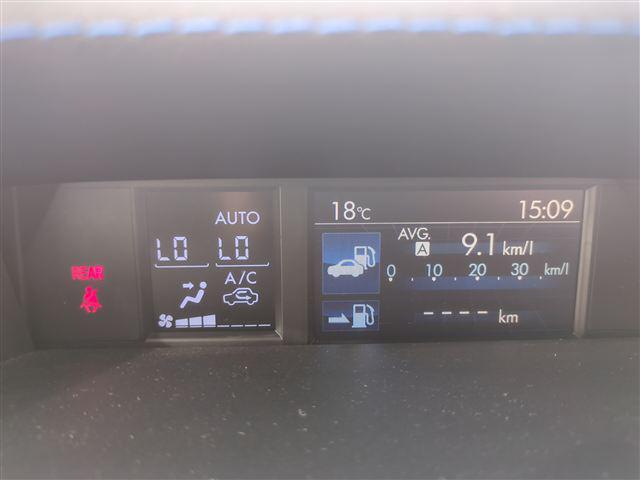 REAR
AUTO
LO LO
A/C
18°C 15:09
AVG.
A 9.1 km/l
0 10 20 30 km/l
---- km